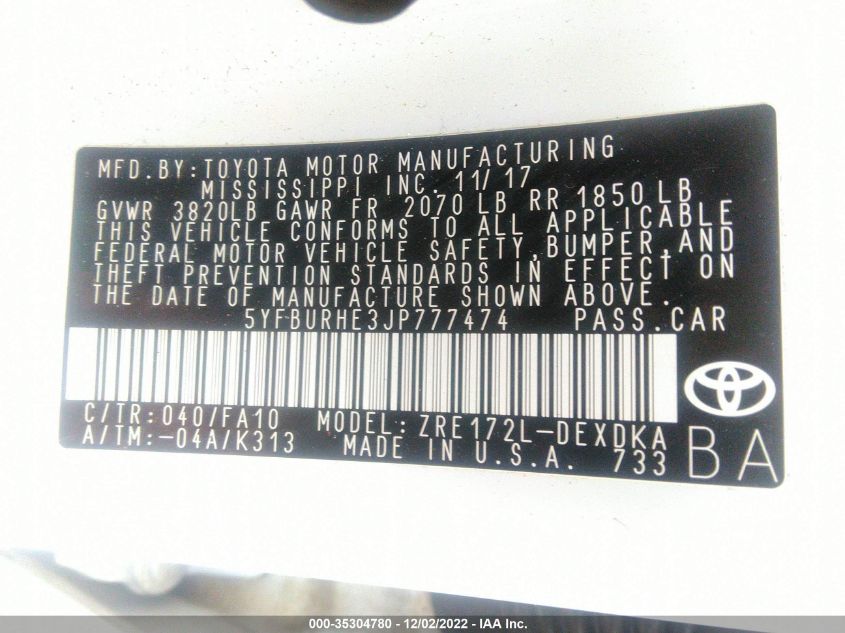 MFD.BY:TOYOTA MOTOR MANUFACTURING
MISSISSIPPI INC. 11/17
GVWR 3820LB GAWR FR 2070 LB RR 1850 LB
THIS VEHICLE CONFORMS TO ALL APPLICABLE
FEDERAL MOTOR VEHICLE SAFETY,BUMPER,AND
THEFT PREVENTION STANDARDS IN EFFECT ON
THE DATE OF MANUFACTURE SHOWN ABOVE.
5YFBURHE3JP777474 PASS.CAR
C/TR:040/FA10 MODEL:ZRE172L-DEXDKA
A/TM:-04A/K313 MADE IN U.S.A. 733
BA
000-35304780 - 12/02/2022 - IAA Inc.